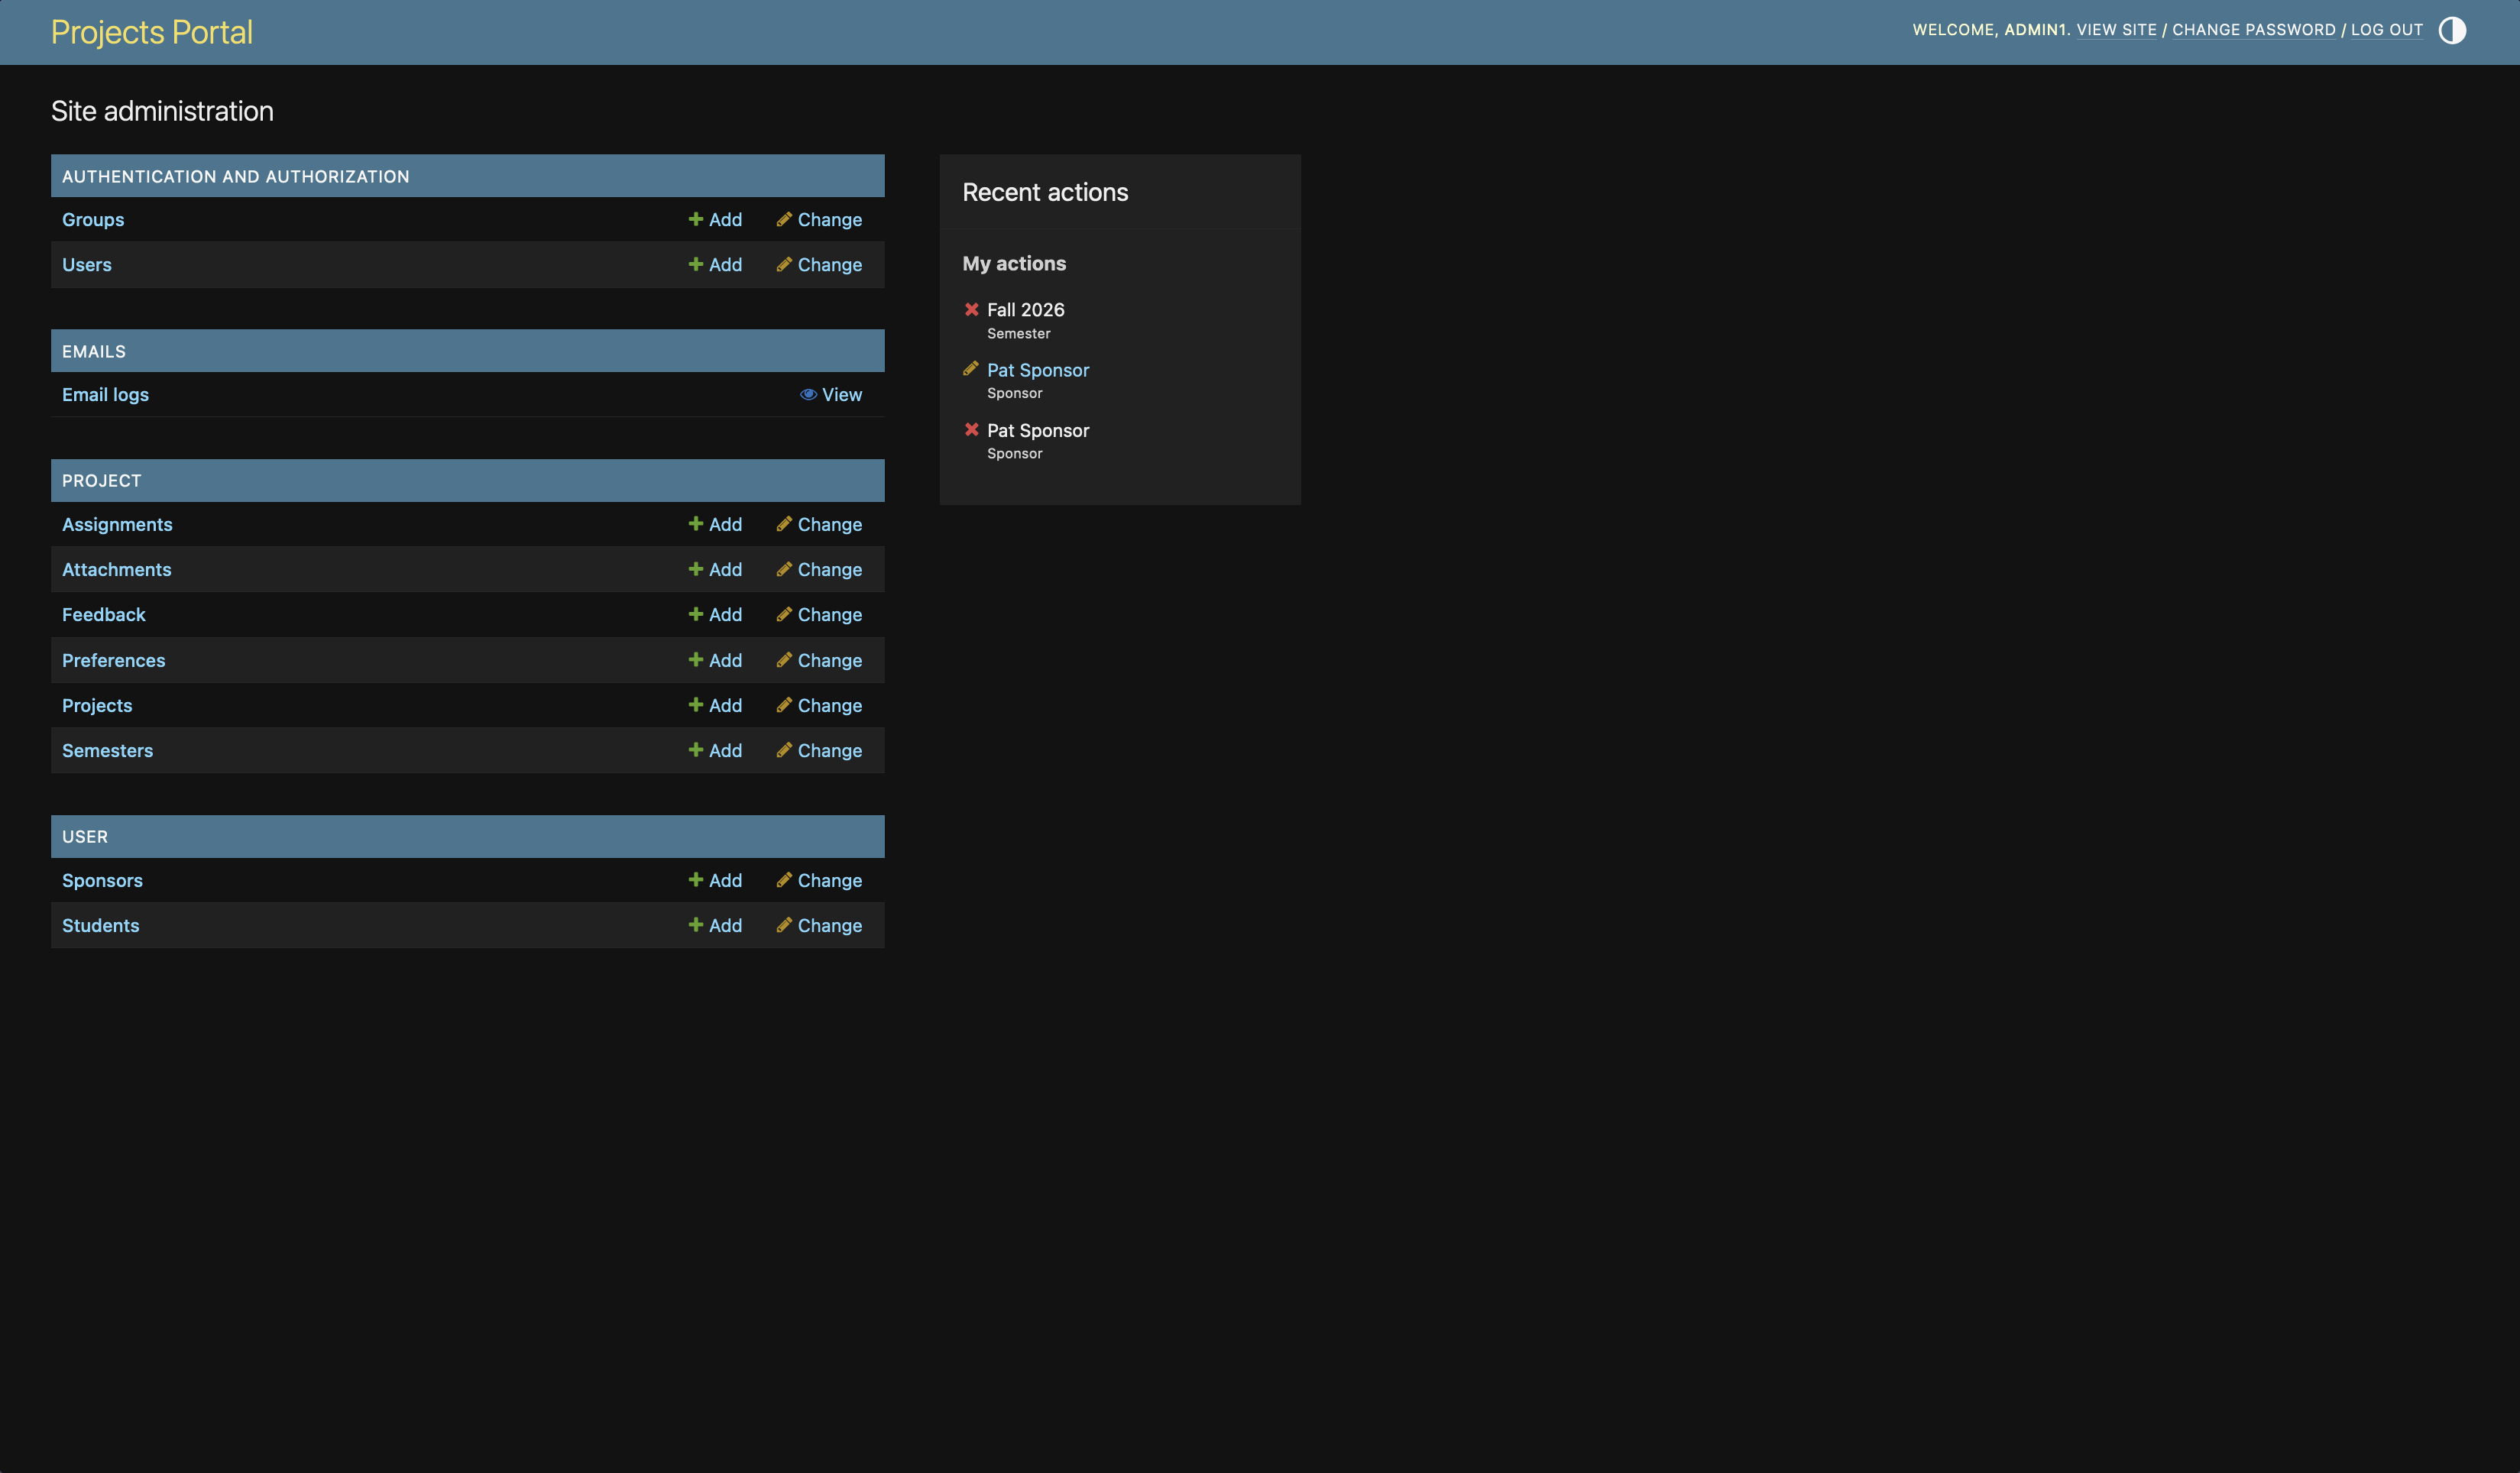 Projects Portal
WELCOME, ADMIN1. VIEW SITE / CHANGE PASSWORD / LOG OUT
Site administration
AUTHENTICATION AND AUTHORIZATION
Groups Add Change
Users Add Change
EMAILS
Email logs View
PROJECT
Assignments Add Change
Attachments Add Change
Feedback Add Change
Preferences Add Change
Projects Add Change
Semesters Add Change
USER
Sponsors Add Change
Students Add Change
Recent actions
My actions
Fall 2026
Semester
Pat Sponsor
Sponsor
Pat Sponsor
Sponsor